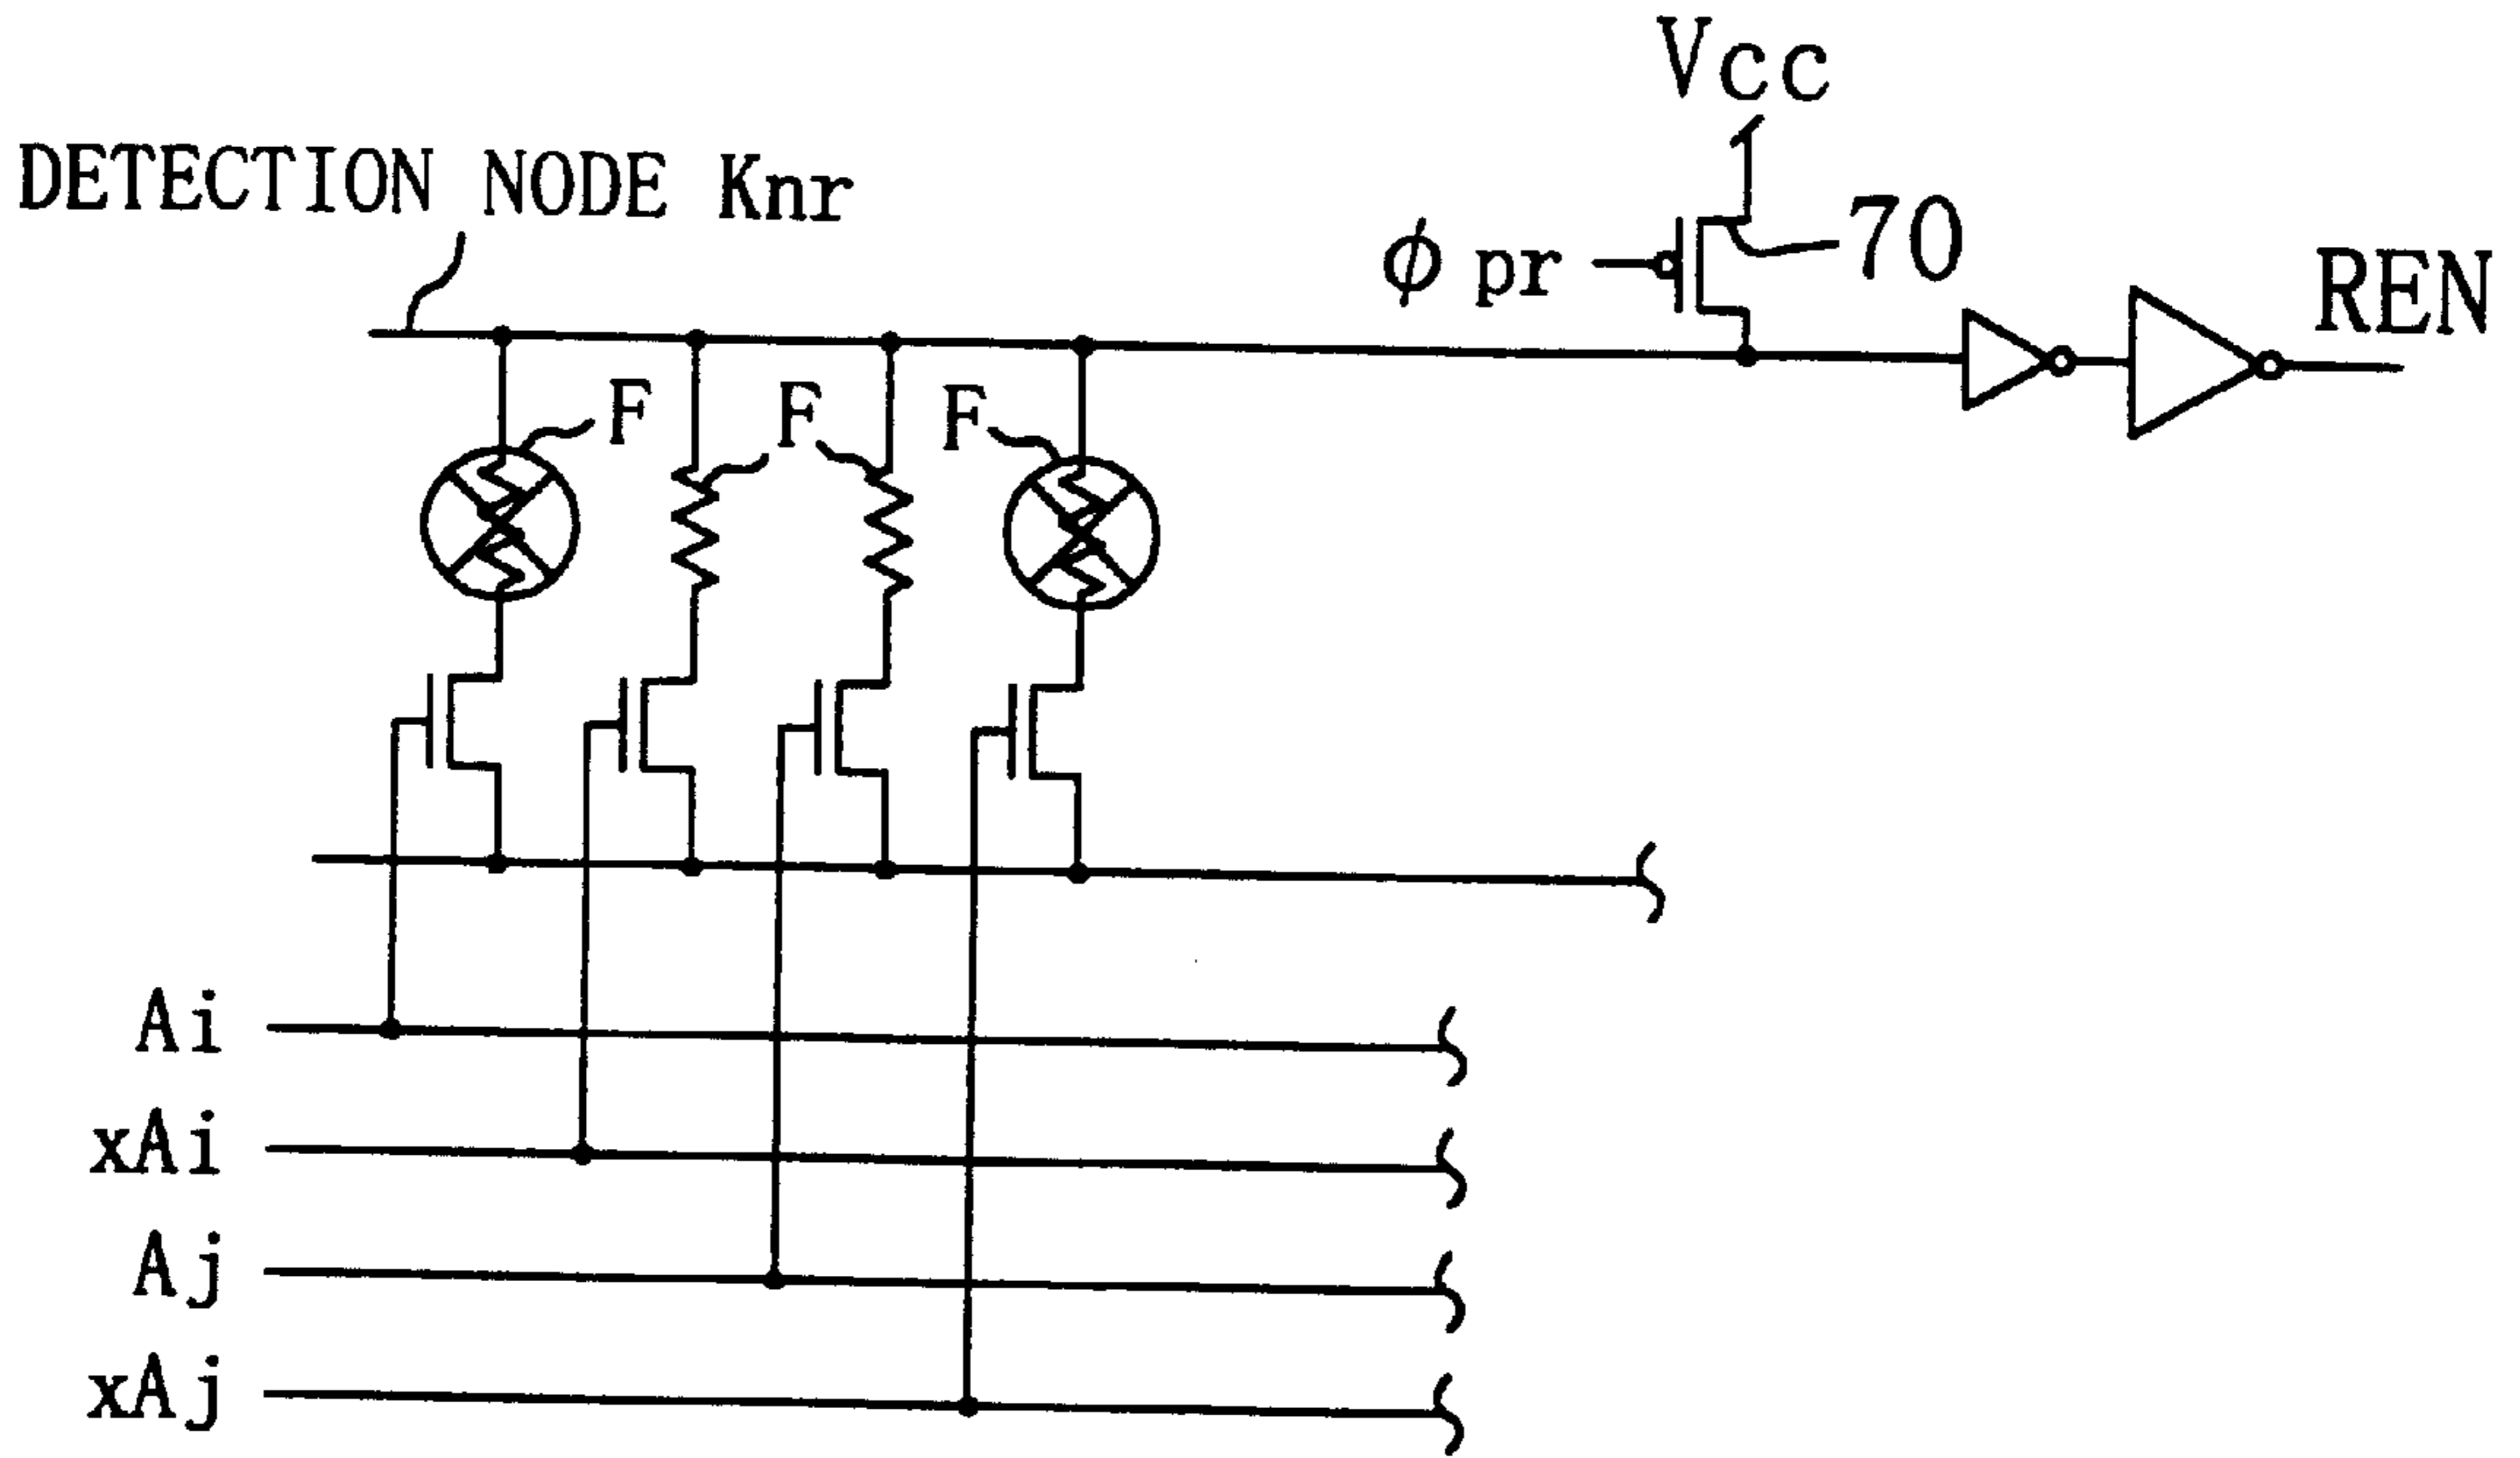 Vcc
DETECTION NODE Knr
70
φ pr
REN
F
F
F
Ai
xAi
Aj
xAj